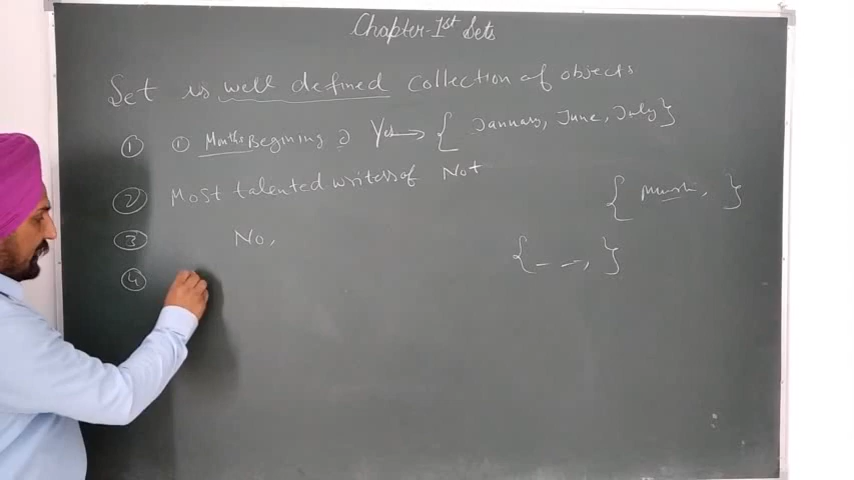 Chapter-1st Sets
Set is well defined collection of objects
① ① Months Begining J Yes → { January, June, July }
② Most talented writers of Not
{ Munsh, }
③ No,
{ _ _, }
④